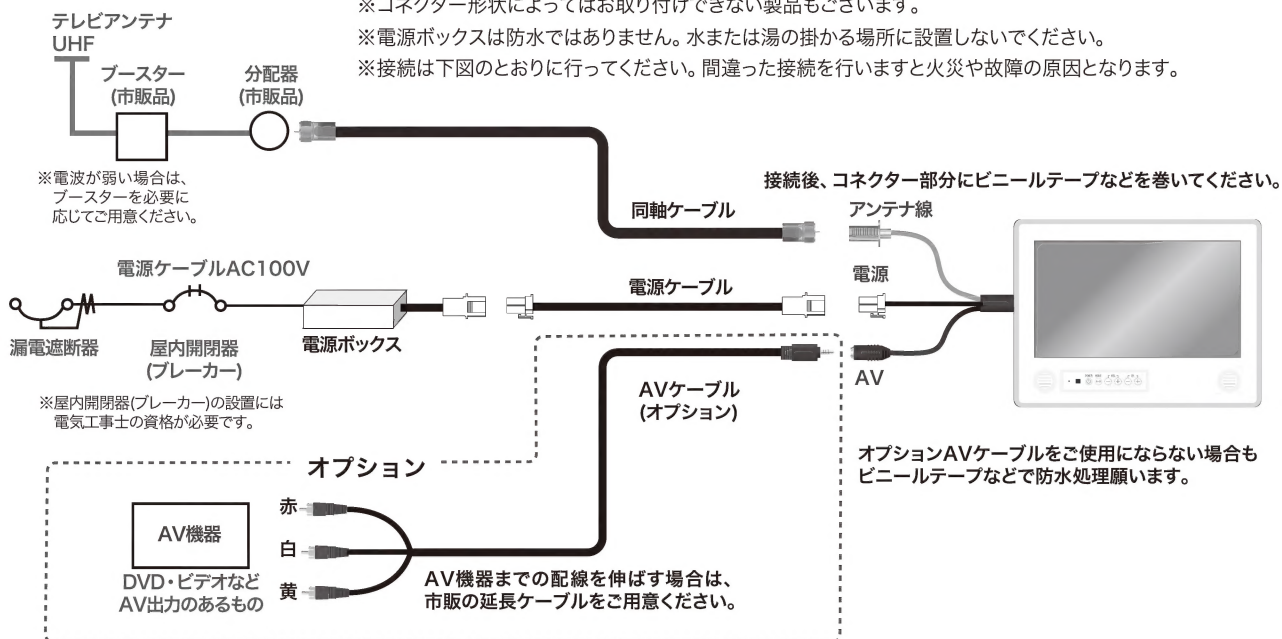 ※コネクター形状によってはお取り付けできない製品もございます。
※電源ボックスは防水ではありません。水または湯の掛かる場所に設置しないでください。
※接続は下図のとおりに行ってください。間違った接続を行いますと火災や故障の原因となります。
テレビアンテナ
UHF
ブースター
(市販品)
分配器
(市販品)
※電波が弱い場合は、
ブースターを必要に
応じてご用意ください。
同軸ケーブル
接続後、コネクター部分にビニールテープなどを巻いてください。
アンテナ線
電源ケーブルAC100V
漏電遮断器
屋内開閉器
(ブレーカー)
電源ボックス
電源ケーブル
電源
※屋内開閉器(ブレーカー)の設置には
電気工事士の資格が必要です。
AVケーブル
(オプション)
AV
オプションAVケーブルをご使用にならない場合も
ビニールテープなどで防水処理願います。
オプション
AV機器
DVD・ビデオなど
AV出力のあるもの
赤
白
黄
AV機器までの配線を伸ばす場合は、
市販の延長ケーブルをご用意ください。